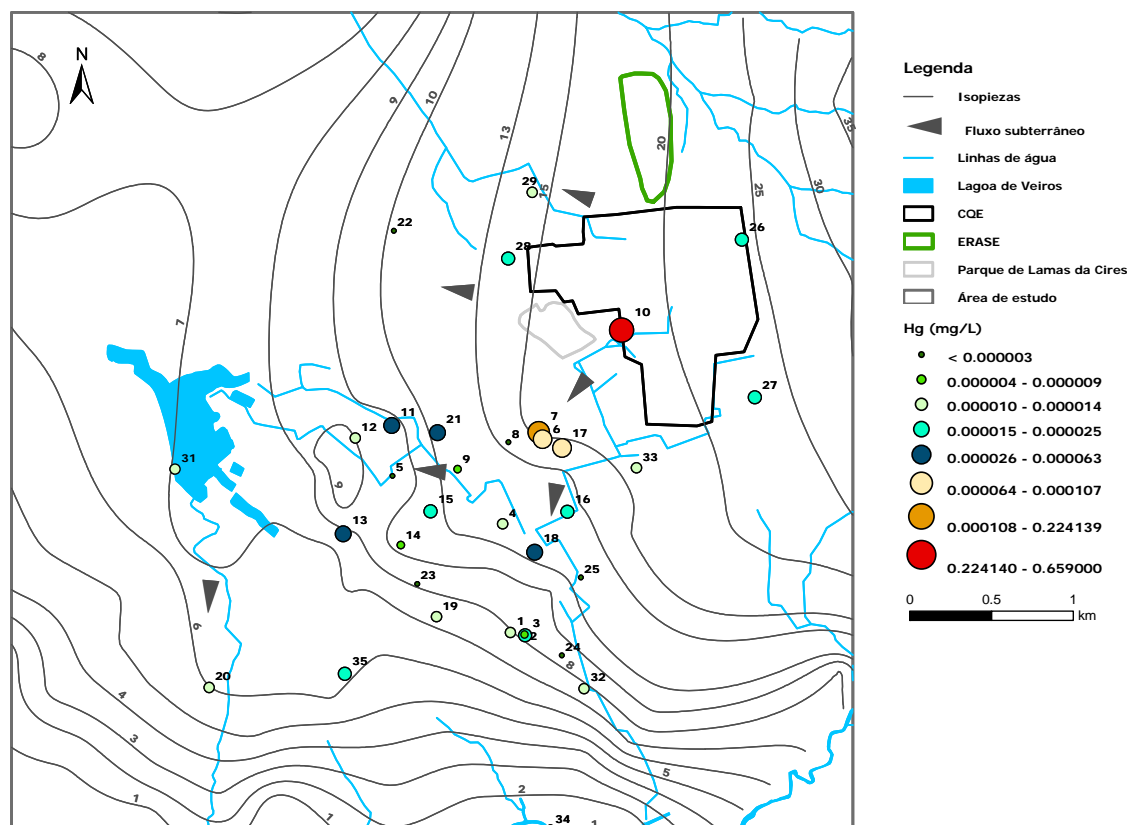 N
8
9
10
13
15
20
25
30
35
29
22
28
26
10
27
7
11
21
7
6
17
8
12
9
5
9
33
31
15
4
16
13
14
18
23
25
19
1
3
2
24
8
32
6
20
35
4
3
5
1
2
1
1
34
Legenda
Isopiezas
Fluxo subterrâneo
Linhas de água
Lagoa de Veiros
CQE
ERASE
Parque de Lamas da Cires
Área de estudo
Hg (mg/L)
< 0.000003
0.000004 - 0.000009
0.000010 - 0.000014
0.000015 - 0.000025
0.000026 - 0.000063
0.000064 - 0.000107
0.000108 - 0.224139
0.224140 - 0.659000
0 0.5 1
km